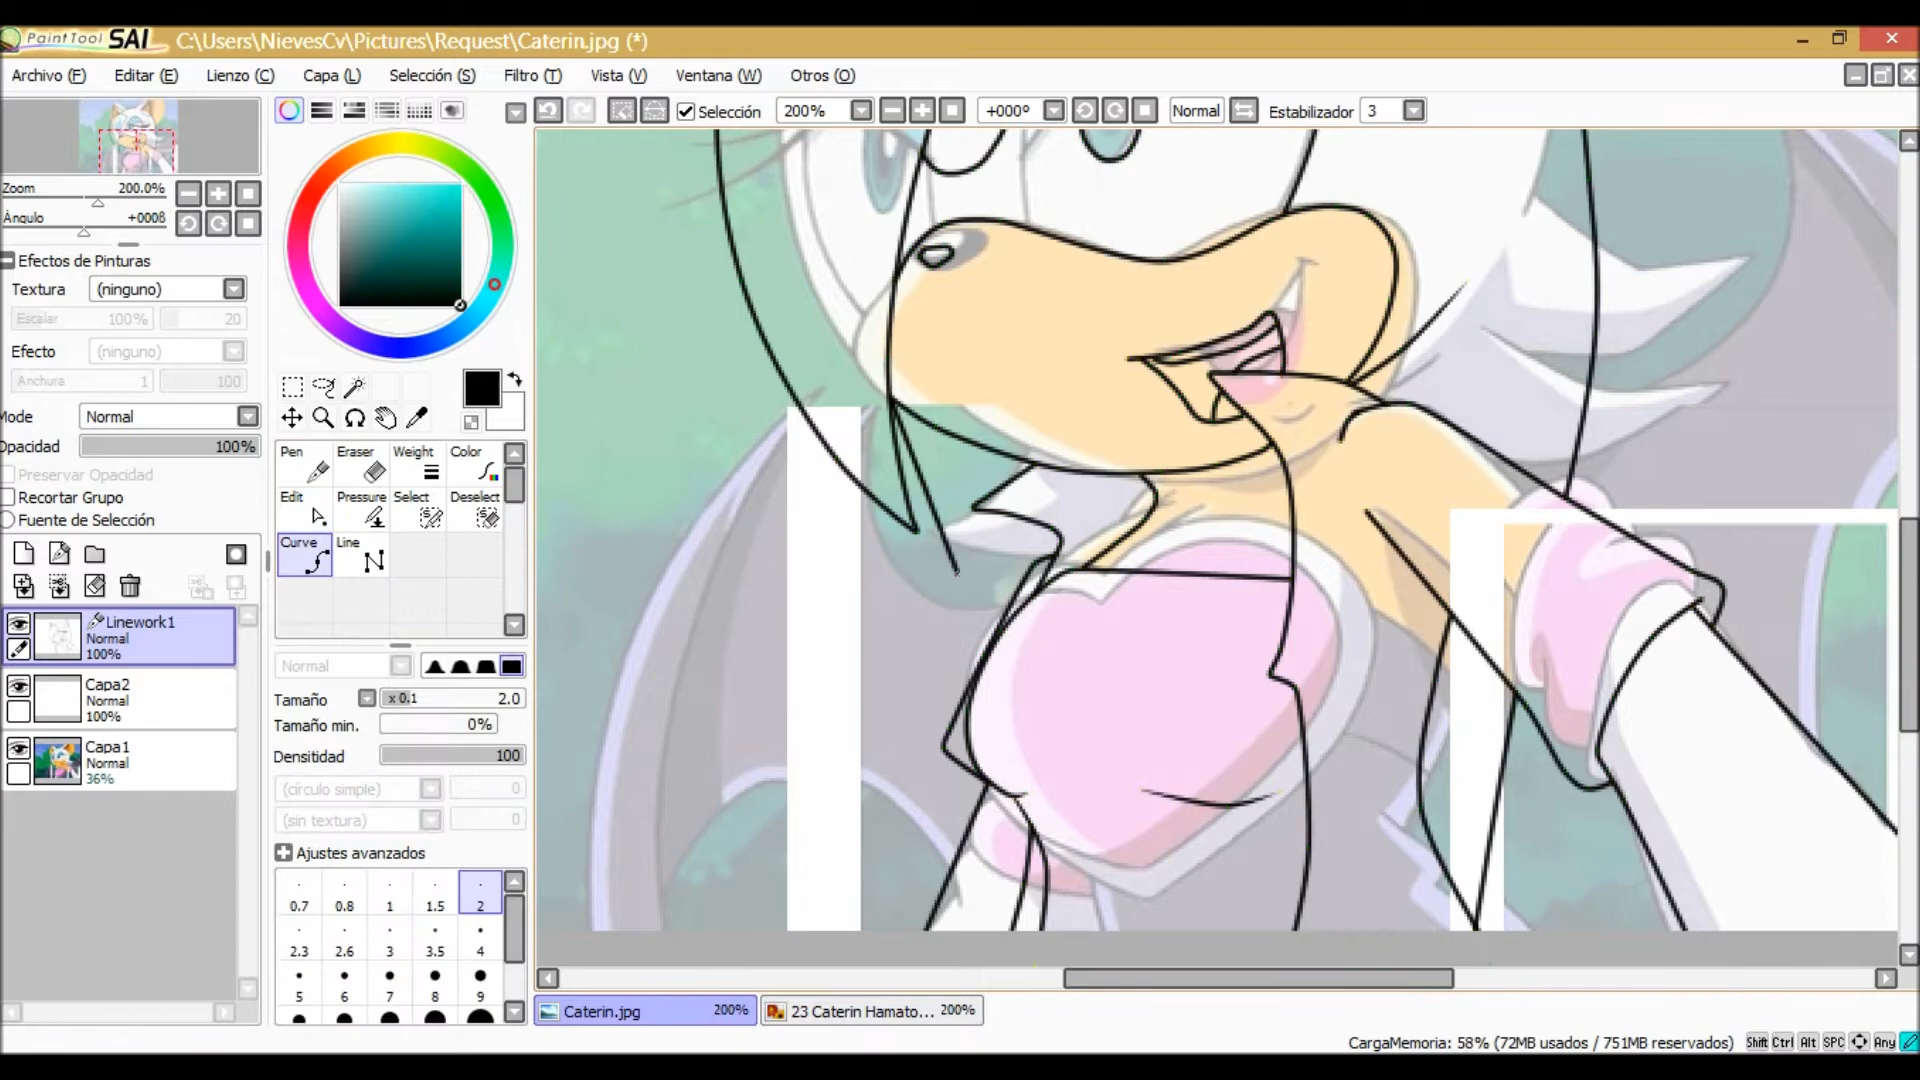 PaintTool SAI C:\Users\NievesCv\Pictures\Request\Caterin.jpg (*)
Archivo (F) Editar (E) Lienzo (C) Capa (L) Selección (S) Filtro (T) Vista (V) Ventana (W) Otros (O)
Selección 200% +000º Normal Estabilizador 3
Zoom 200.0%
Ángulo +000ß
Efectos de Pinturas
Textura (ninguno)
Escalar 100% 20
Efecto (ninguno)
Anchura 1 100
Modo Normal
Opacidad 100%
Preservar Opacidad
Recortar Grupo
Fuente de Selección
Linework1
Normal
100%
Capa2
Normal
100%
Capa1
Normal
36%
Pen Eraser Weight Color
Edit Pressure Select Deselect
Curve Line
Normal
Tamaño x 0.1 2.0
Tamaño min. 0%
Densitidad 100
(círculo simple) 0
(sin textura) 0
Ajustes avanzados
0.7 0.8 1 1.5 2
2.3 2.6 3 3.5 4
5 6 7 8 9
Caterin.jpg 200% 23 Caterin Hamato... 200%
CargaMemoria: 58% (72MB usados / 751MB reservados) Shift Ctrl Alt SPC Any